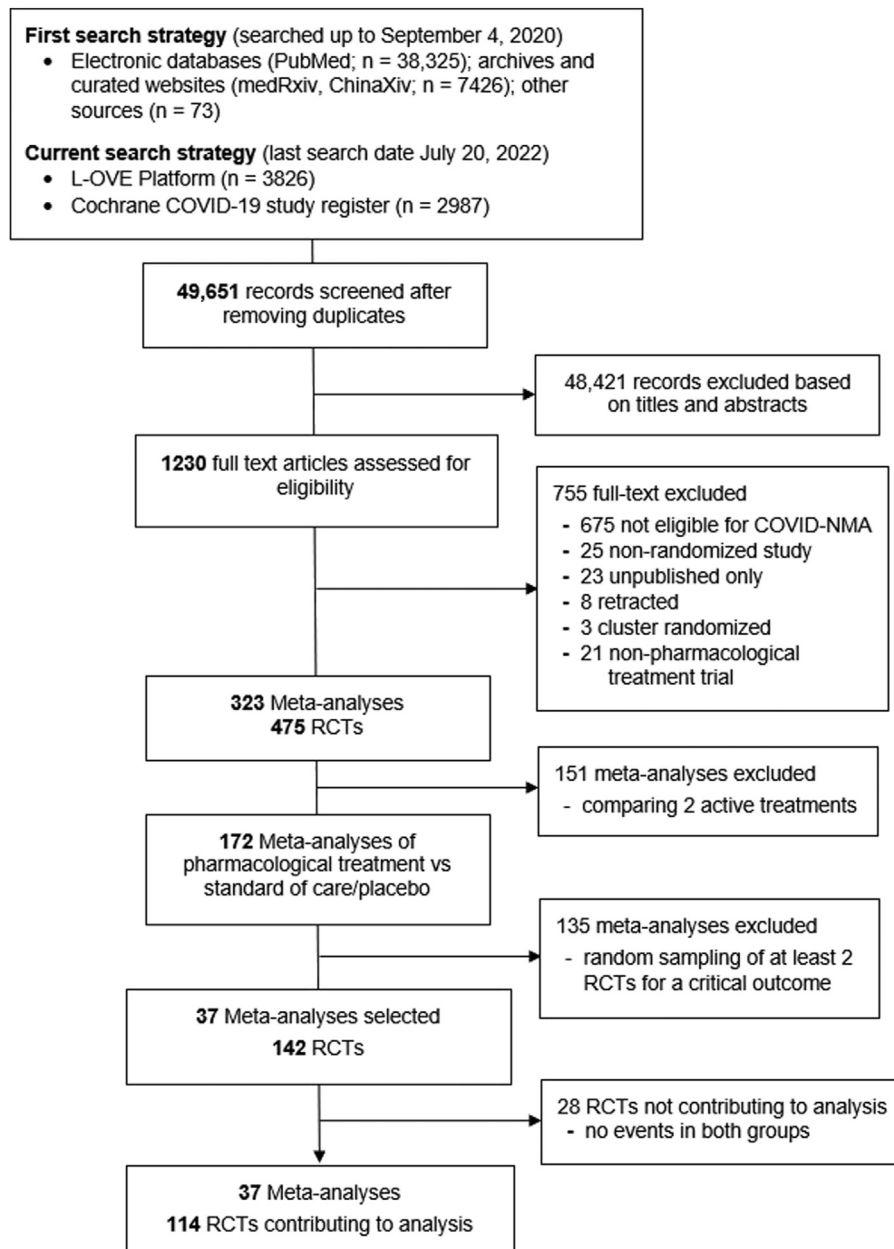 First search strategy (searched up to September 4, 2020)
• Electronic databases (PubMed; n = 38,325); archives and
curated websites (medRxiv, ChinaXiv; n = 7426); other
sources (n = 73)
Current search strategy (last search date July 20, 2022)
• L-OVE Platform (n = 3826)
• Cochrane COVID-19 study register (n = 2987)
49,651 records screened after
removing duplicates
48,421 records excluded based
on titles and abstracts
1230 full text articles assessed for
eligibility
755 full-text excluded
- 675 not eligible for COVID-NMA
- 25 non-randomized study
- 23 unpublished only
- 8 retracted
- 3 cluster randomized
- 21 non-pharmacological
treatment trial
323 Meta-analyses
475 RCTs
151 meta-analyses excluded
- comparing 2 active treatments
172 Meta-analyses of
pharmacological treatment vs
standard of care/placebo
135 meta-analyses excluded
- random sampling of at least 2
RCTs for a critical outcome
37 Meta-analyses selected
142 RCTs
28 RCTs not contributing to analysis
- no events in both groups
37 Meta-analyses
114 RCTs contributing to analysis